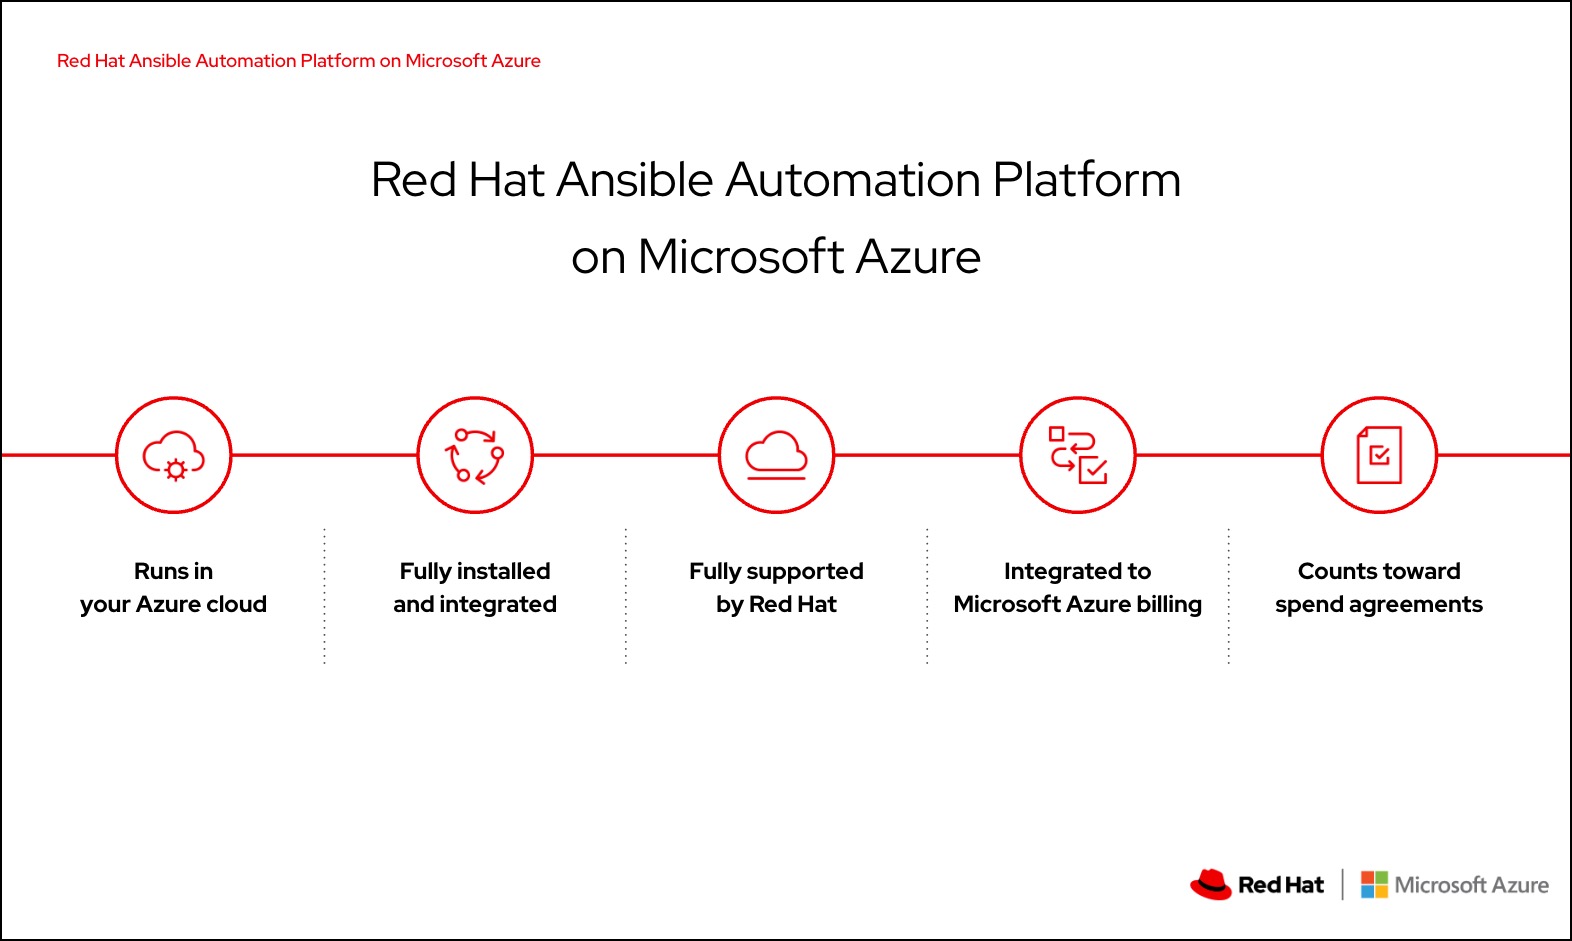 Red Hat Ansible Automation Platform on Microsoft Azure
Red Hat Ansible Automation Platform
on Microsoft Azure
Runs in
your Azure cloud
Fully installed
and integrated
Fully supported
by Red Hat
Integrated to
Microsoft Azure billing
Counts toward
spend agreements
Red Hat
Microsoft Azure